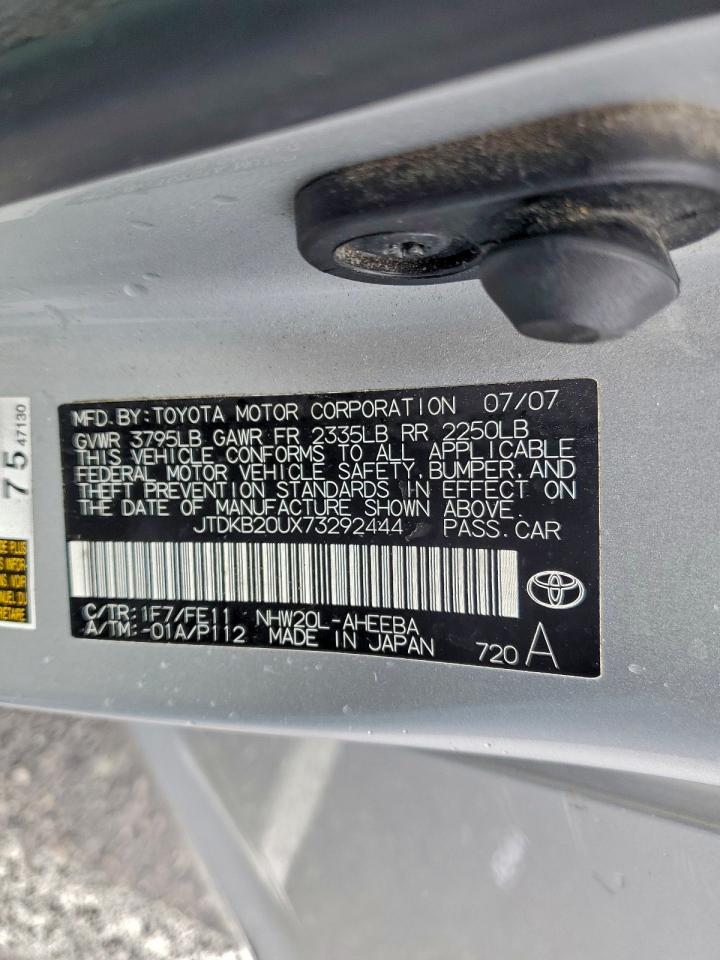 MFD.BY:TOYOTA MOTOR CORPORATION 07/07
GVWR 3795LB GAWR FR 2335LB RR 2250LB
THIS VEHICLE CONFORMS TO ALL APPLICABLE
FEDERAL MOTOR VEHICLE SAFETY,BUMPER,AND
THEFT PREVENTION STANDARDS IN EFFECT ON
THE DATE OF MANUFACTURE SHOWN ABOVE.
JTDKB20UX73292444 PASS.CAR
C/TR:1F7/FE11 NHW20L-AHEEBA
A/TM:-01A/P112 MADE IN JAPAN 720 A
75 47130